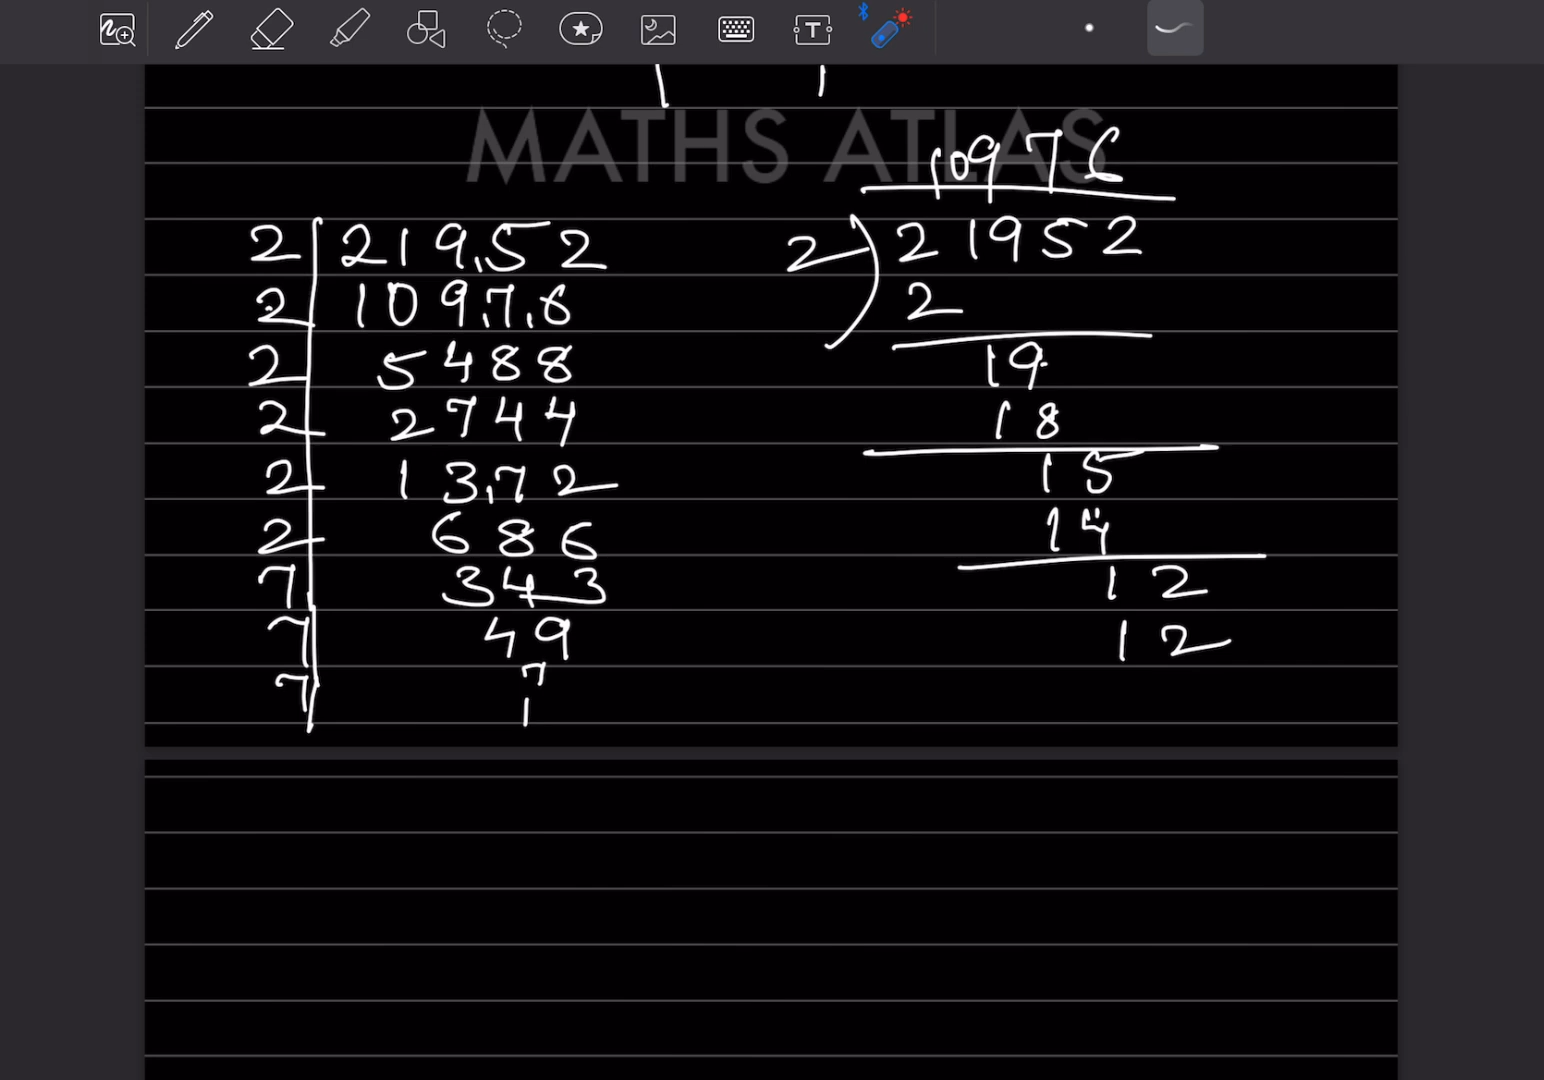 MATHS ATLAS
2 | 21952
2 | 10976
2 | 5488
2 | 2744
2 | 1372
2 | 686
7 | 343
7 | 49
7 | 7
1
10976
2 ) 21952
2
19
18
15
14
12
12